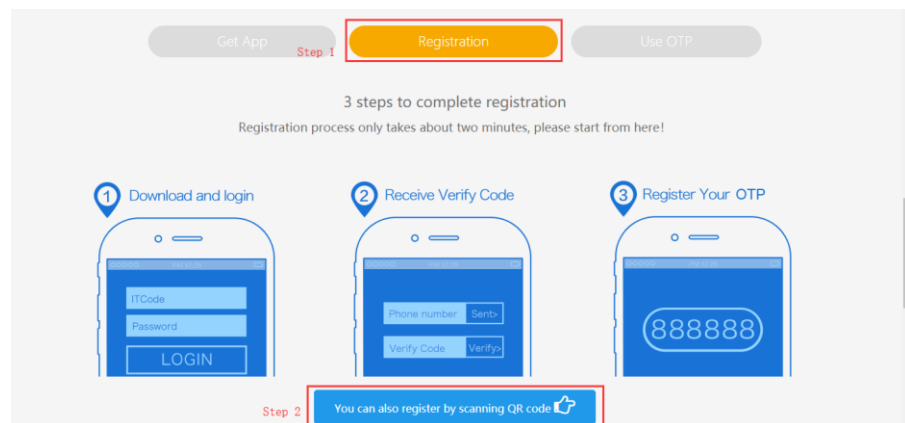 Get App
Step 1
Registration
Use OTP
3 steps to complete registration
Registration process only takes about two minutes, please start from here!
1 Download and login
2 Receive Verify Code
3 Register Your OTP
ITCode
Password
LOGIN
Phone number Sent>
Verify Code Verify>
888888
Step 2
You can also register by scanning QR code